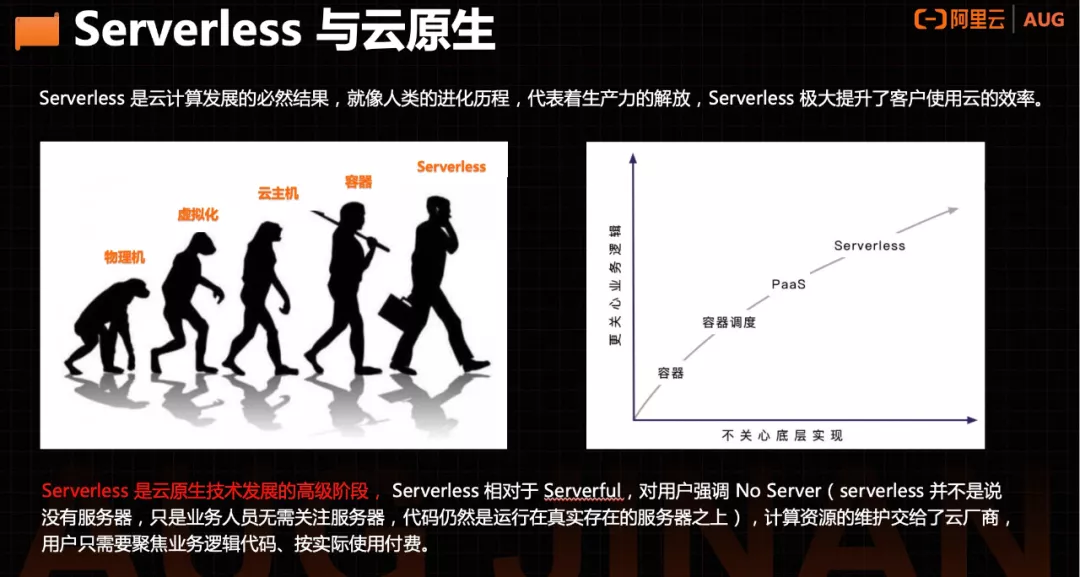 Serverless 与云原生
阿里云 | AUG
Serverless 是云计算发展的必然结果，就像人类的进化历程，代表着生产力的解放，Serverless 极大提升了客户使用云的效率。
物理机
虚拟化
云主机
容器
Serverless
更关心业务逻辑
Serverless
PaaS
容器调度
容器
不关心底层实现
Serverless 是云原生技术发展的高级阶段， Serverless 相对于 Serverful，对用户强调 No Server（serverless 并不是说
没有服务器，只是业务人员无需关注服务器，代码仍然是运行在真实存在的服务器之上），计算资源的维护交给了云厂商，
用户只需要聚焦业务逻辑代码、按实际使用付费。
AUG JINAN